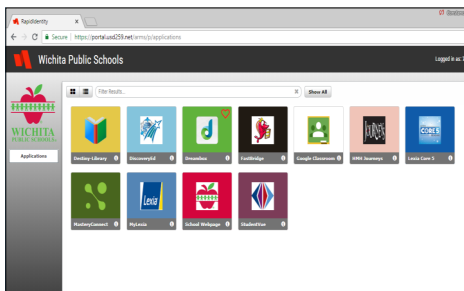 RapidIdentity
Secure https://portal.usd259.net/arms/p/applications
Wichita Public Schools
Logged in as:
Filter Results...
Show All
WICHITA
PUBLIC SCHOOLS
Applications
Destiny-Library
DiscoveryEd
Dreambox
FastBridge
Google Classroom
HMH Journeys
Lexia Core 5
JOURNEYS
CORE5
MasteryConnect
MyLexia
School Webpage
StudentVue
Lexia
WICHITA